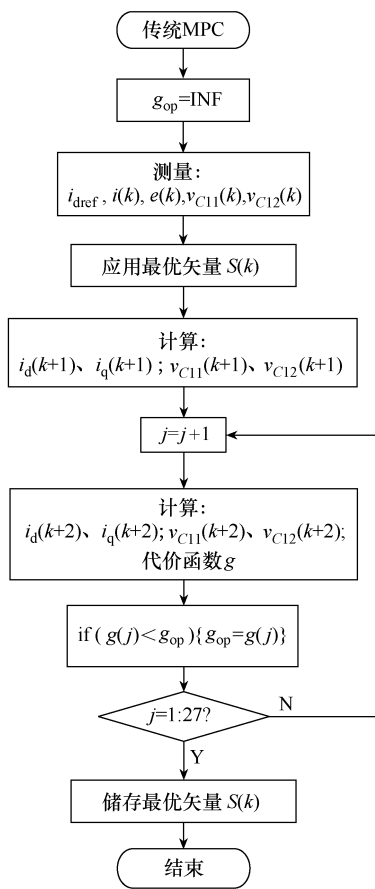 传统MPC
g_op=INF
测量：
i_dref , i(k), e(k),v_C11(k),v_C12(k)
应用最优矢量 S(k)
计算：
i_d(k+1)、i_q(k+1) ; v_C11(k+1)、v_C12(k+1)
j=j+1
计算：
i_d(k+2)、i_q(k+2); v_C11(k+2)、v_C12(k+2);
代价函数g
if ( g(j)<g_op ){g_op=g(j)}
j=1:27?
N
Y
储存最优矢量 S(k)
结束